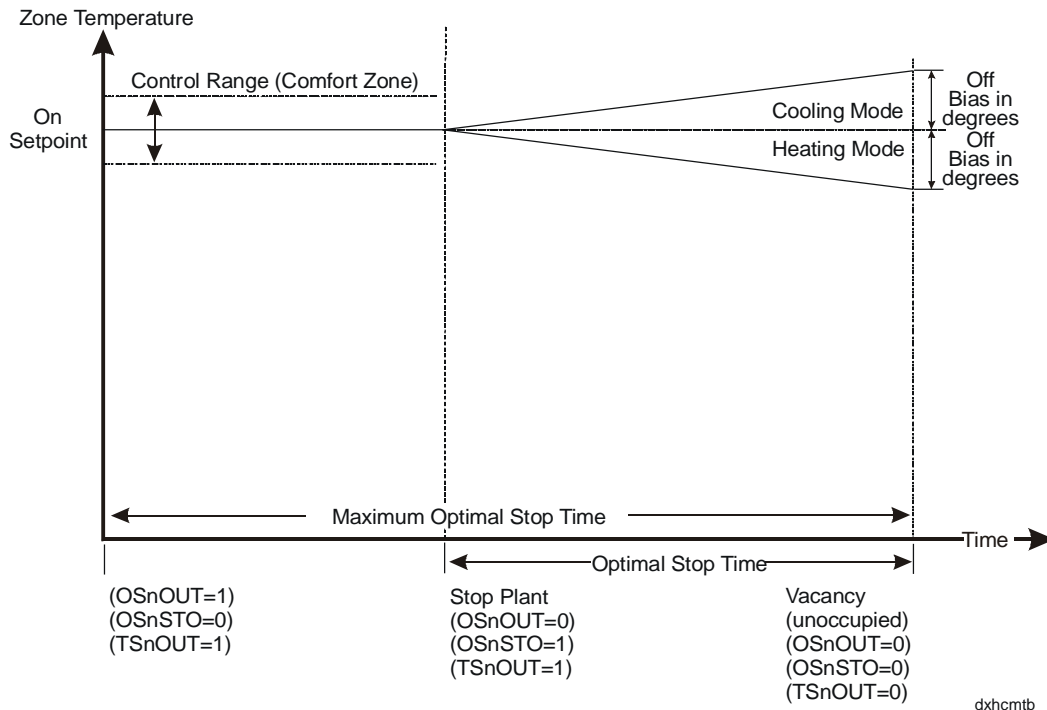 Zone Temperature
Control Range (Comfort Zone)
On
Setpoint
Cooling Mode
Heating Mode
Off
Bias in
degrees
Off
Bias in
degrees
Maximum Optimal Stop Time
Time
Optimal Stop Time
(OSnOUT=1)
(OSnSTO=0)
(TSnOUT=1)
Stop Plant
(OSnOUT=0)
(OSnSTO=1)
(TSnOUT=1)
Vacancy
(unoccupied)
(OSnOUT=0)
(OSnSTO=0)
(TSnOUT=0)
dxhcmtb